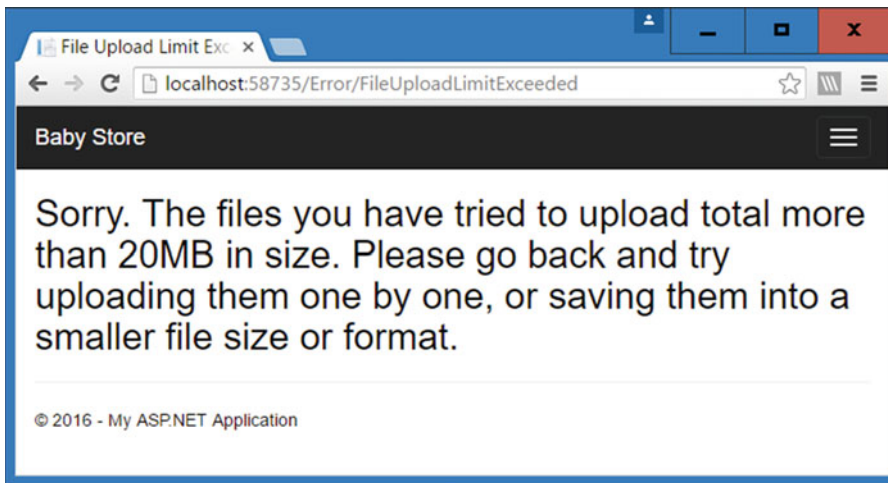 File Upload Limit Exc
localhost:58735/Error/FileUploadLimitExceeded
Baby Store
Sorry. The files you have tried to upload total more
than 20MB in size. Please go back and try
uploading them one by one, or saving them into a
smaller file size or format.
© 2016 - My ASP.NET Application